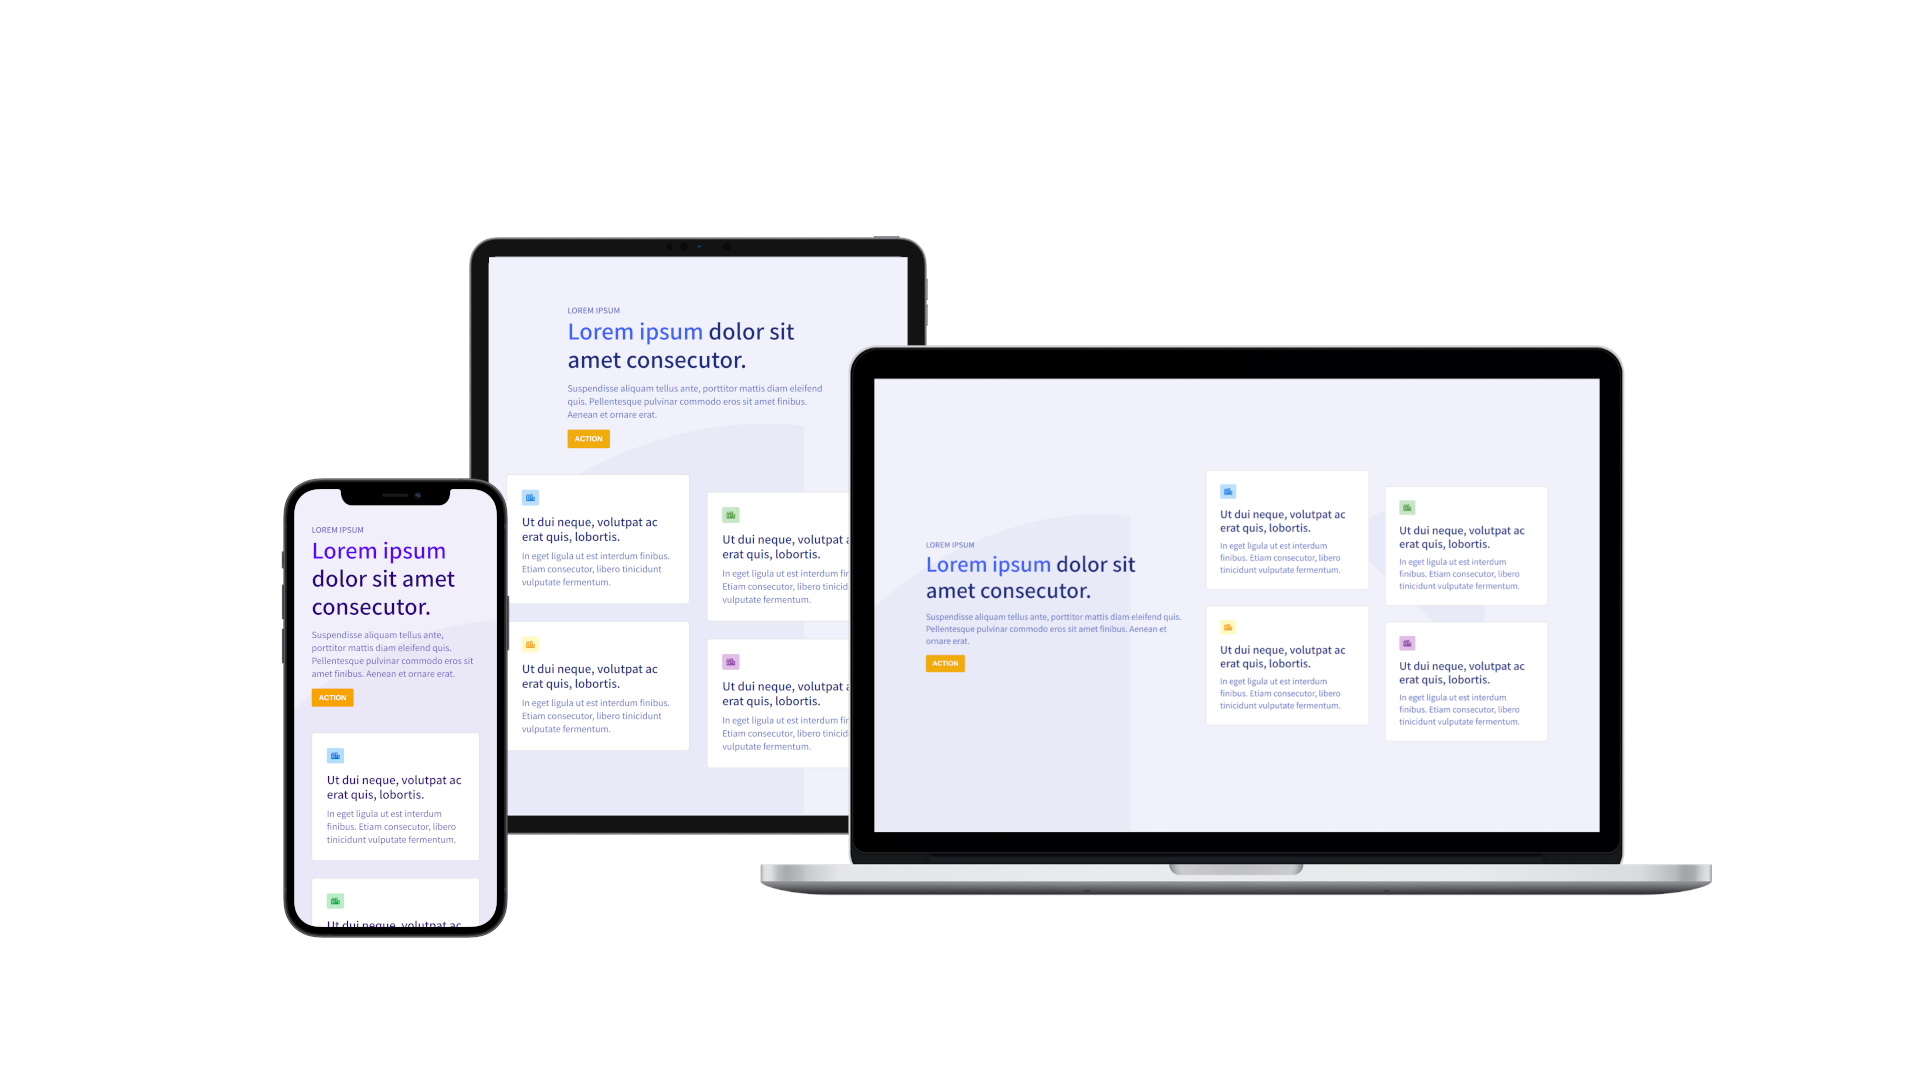 LOREM IPSUM
Lorem ipsum
dolor sit amet
consecutor.
Suspendisse aliquam tellus ante,
porttitor mattis diam eleifend quis.
Pellentesque pulvinar commodo eros sit
amet finibus. Aenean et ornare erat.
ACTION
Ut dui neque, volutpat ac
erat quis, lobortis.
In eget ligula ut est interdum
finibus. Etiam consecutor, libero
tinicidunt vulputate fermentum.
Ut dui neque, volutpat ac
LOREM IPSUM
Lorem ipsum dolor sit
amet consecutor.
Suspendisse aliquam tellus ante, porttitor mattis diam eleifend
quis. Pellentesque pulvinar commodo eros sit amet finibus.
Aenean et ornare erat.
ACTION
Ut dui neque, volutpat ac
erat quis, lobortis.
In eget ligula ut est interdum finibus.
Etiam consecutor, libero tinicidunt
vulputate fermentum.
Ut dui neque, volutpat
erat quis, lobortis.
In eget ligula ut est interdum
Etiam consecutor, libero
vulputate fermentum.
Ut dui neque, volutpat ac
erat quis, lobortis.
In eget ligula ut est interdum finibus.
Etiam consecutor, libero tinicidunt
vulputate fermentum.
Ut dui neque, volutpat
erat quis, lobortis.
In eget ligula ut est interdum
Etiam consecutor, libero
vulputate fermentum.
LOREM IPSUM
Lorem ipsum dolor sit
amet consecutor.
Suspendisse aliquam tellus ante, porttitor mattis diam eleifend quis.
Pellentesque pulvinar commodo eros sit amet finibus. Aenean et
ornare erat.
ACTION
Ut dui neque, volutpat ac
erat quis, lobortis.
In eget ligula ut est interdum
finibus. Etiam consecutor, libero
tinicidunt vulputate fermentum.
Ut dui neque, volutpat ac
erat quis, lobortis.
In eget ligula ut est interdum
finibus. Etiam consecutor, libero
tinicidunt vulputate fermentum.
Ut dui neque, volutpat ac
erat quis, lobortis.
In eget ligula ut est interdum
finibus. Etiam consecutor, libero
tinicidunt vulputate fermentum.
Ut dui neque, volutpat ac
erat quis, lobortis.
In eget ligula ut est interdum
finibus. Etiam consecutor, libero
tinicidunt vulputate fermentum.